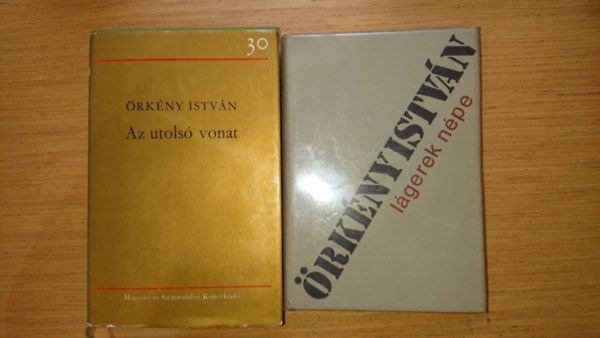 30
ÖRKÉNY ISTVÁN
Az utolsó vonat
Magvető és Szépirodalmi Könyvkiadó
ÖRKÉNY ISTVÁN
lágerek népe